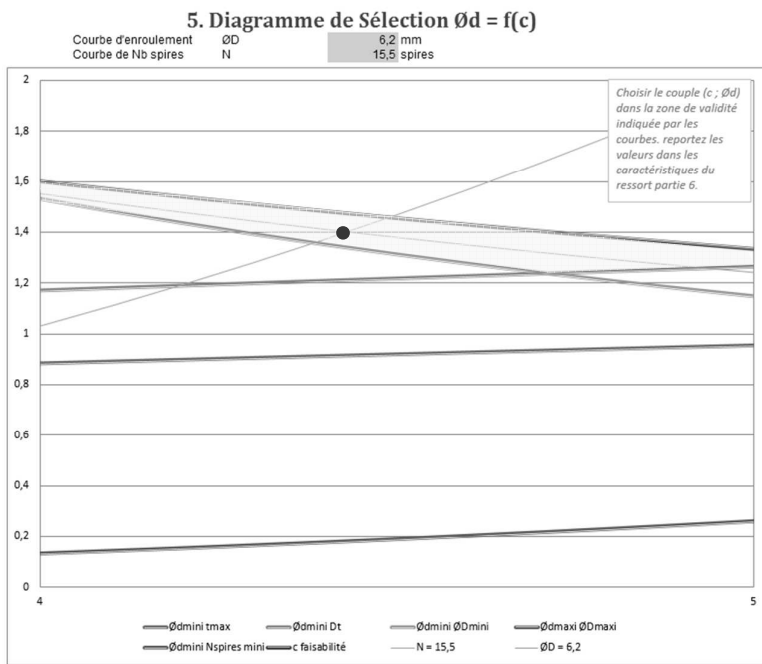 5. Diagramme de Sélection Ød = f(c)
Courbe d'enroulement ØD 6,2 mm
Courbe de Nb spires N 15,5 spires
2
1,8
1,6
1,4
1,2
1
0,8
0,6
0,4
0,2
0
4
5
Choisir le couple (c ; Ød)
dans la zone de validité
indiquée par les
courbes. reportez les
valeurs dans les
caractéristiques du
ressort partie 6.
Ødmini tmax
Ødmini Dt
Ødmini ØDmini
Ødmaxi ØDmaxi
Ødmini Nspires mini
c faisabilité
N = 15,5
ØD = 6,2